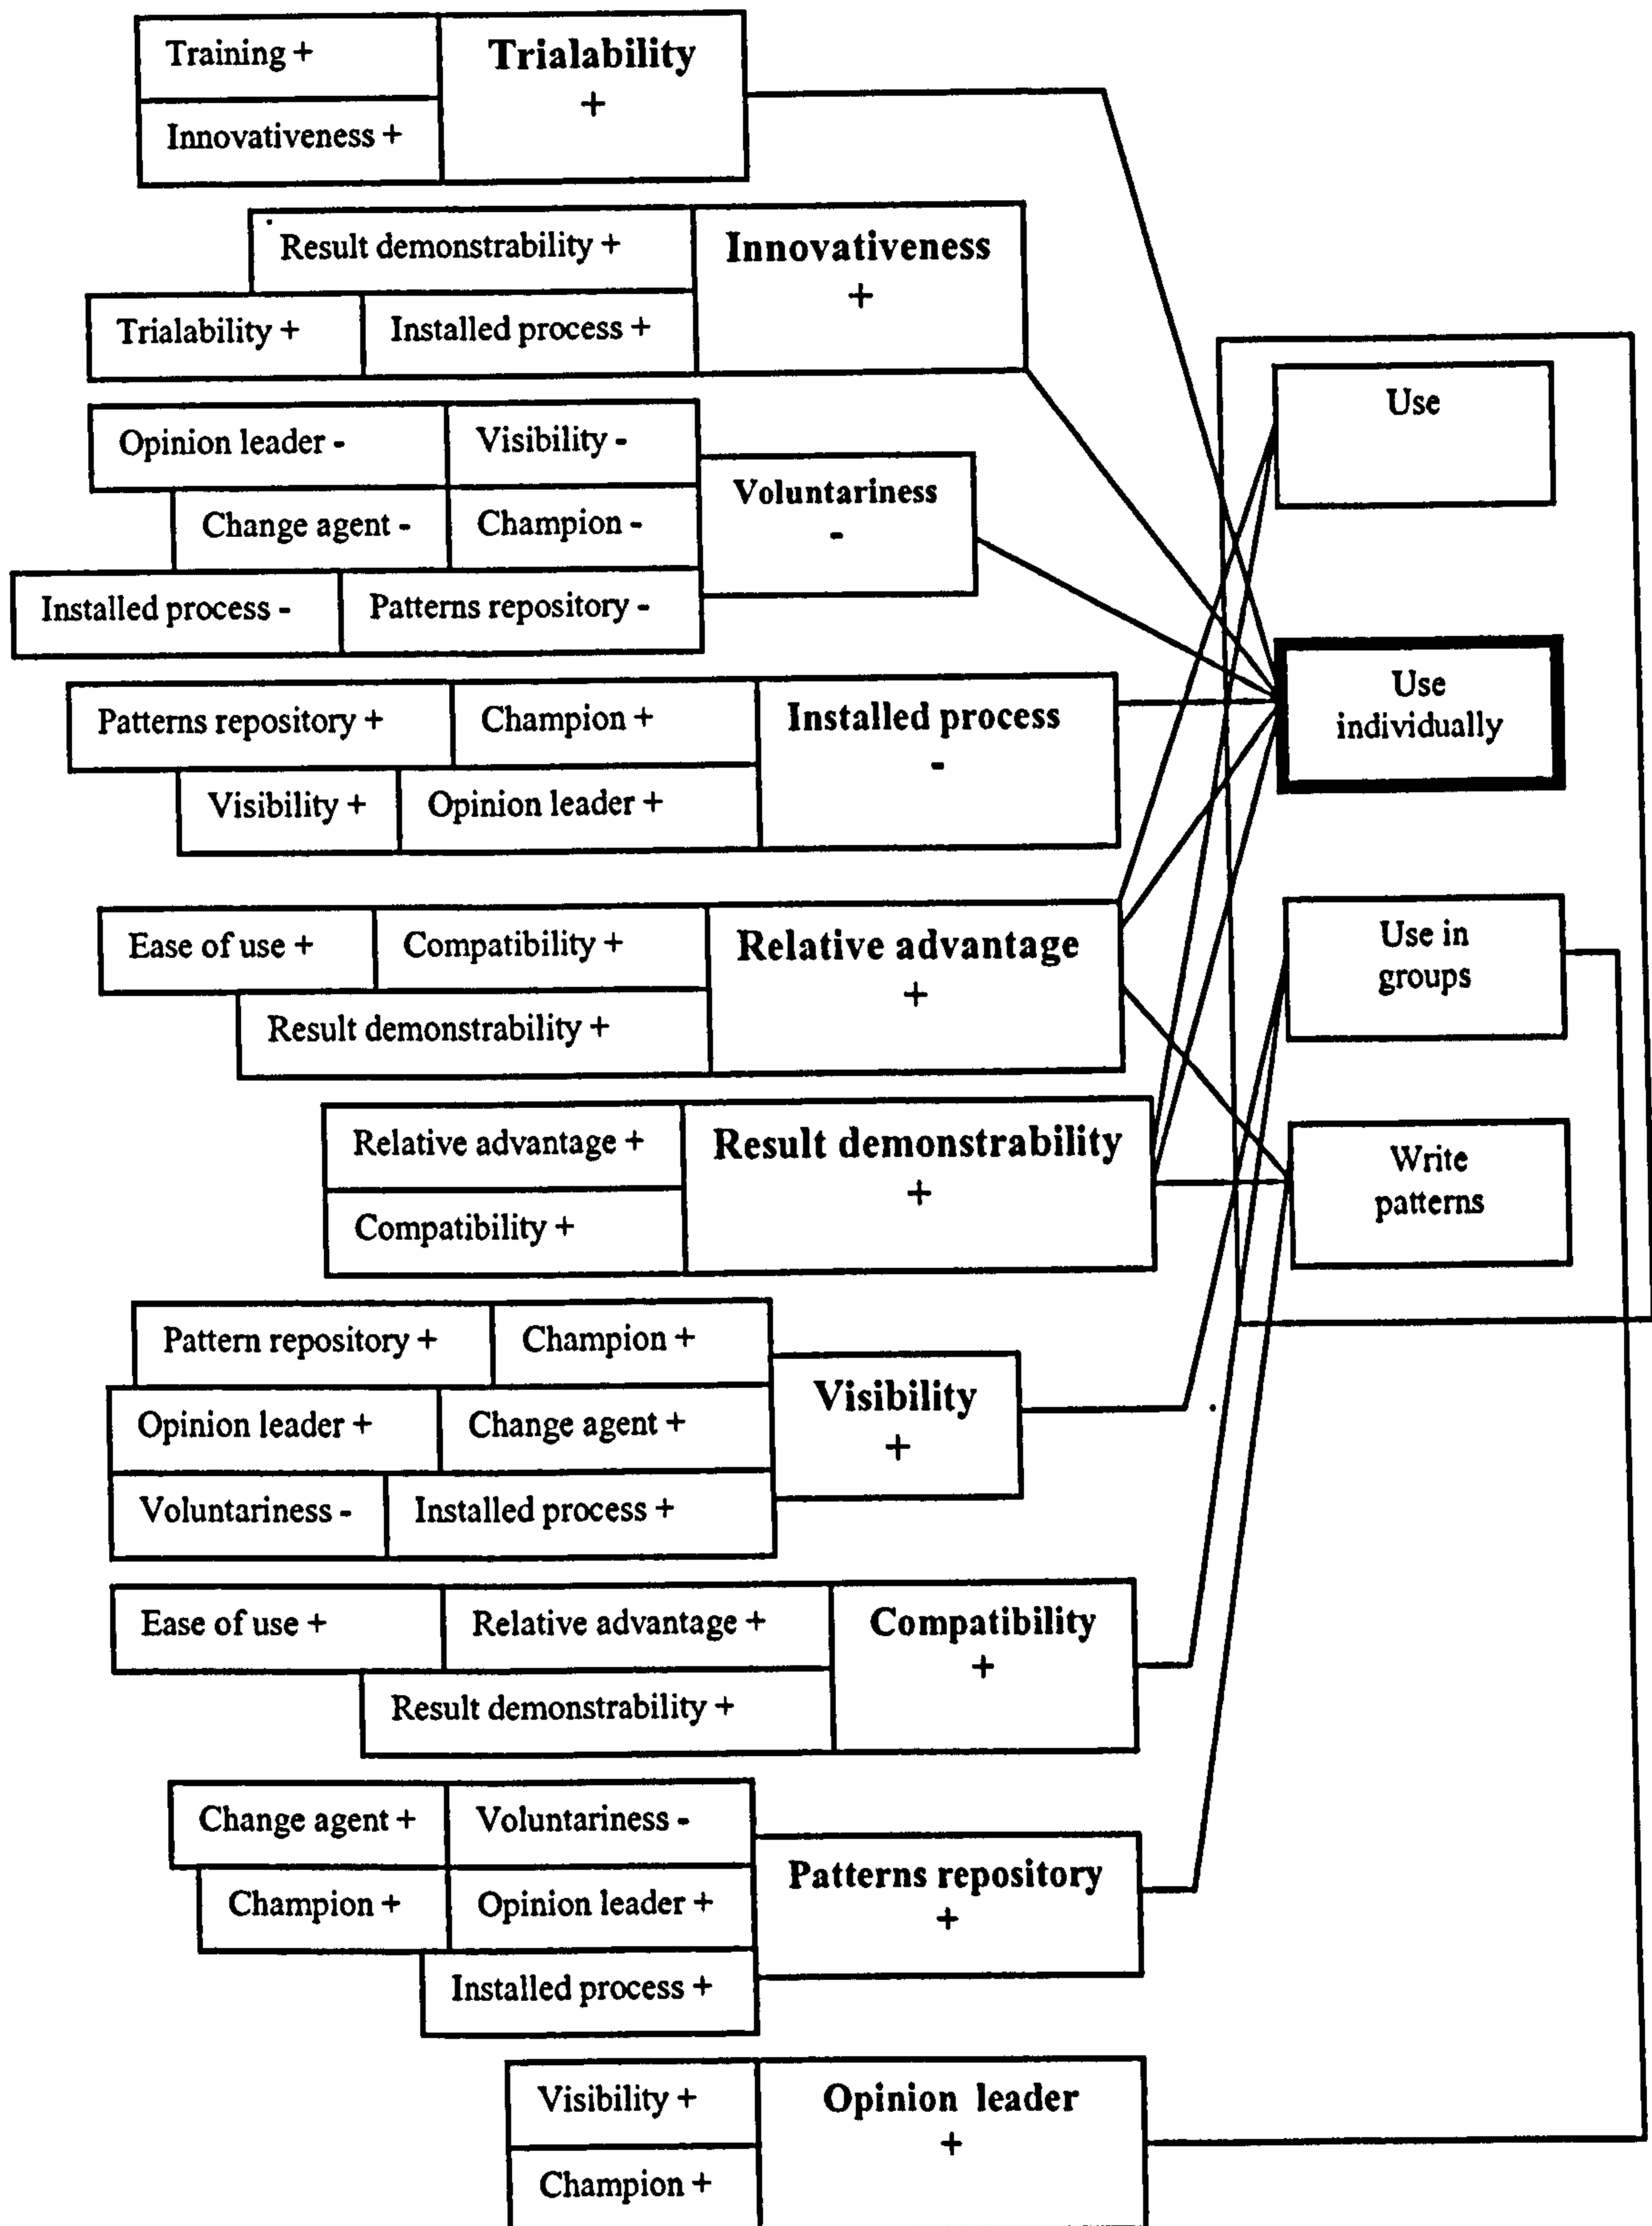 Training +
Innovativeness +
Trialability
+
Result demonstrability +
Trialability +
Installed process +
Innovativeness
+
Opinion leader -
Visibility -
Change agent -
Champion -
Installed process -
Patterns repository -
Voluntariness
-
Patterns repository +
Champion +
Visibility +
Opinion leader +
Installed process
-
Ease of use +
Compatibility +
Result demonstrability +
Relative advantage
+
Relative advantage +
Compatibility +
Result demonstrability
+
Pattern repository +
Champion +
Opinion leader +
Change agent +
Voluntariness -
Installed process +
Visibility
+
Ease of use +
Relative advantage +
Result demonstrability +
Compatibility
+
Change agent +
Voluntariness -
Champion +
Opinion leader +
Installed process +
Patterns repository
+
Visibility +
Champion +
Opinion leader
+
Use
Use
individually
Use in
groups
Write
patterns